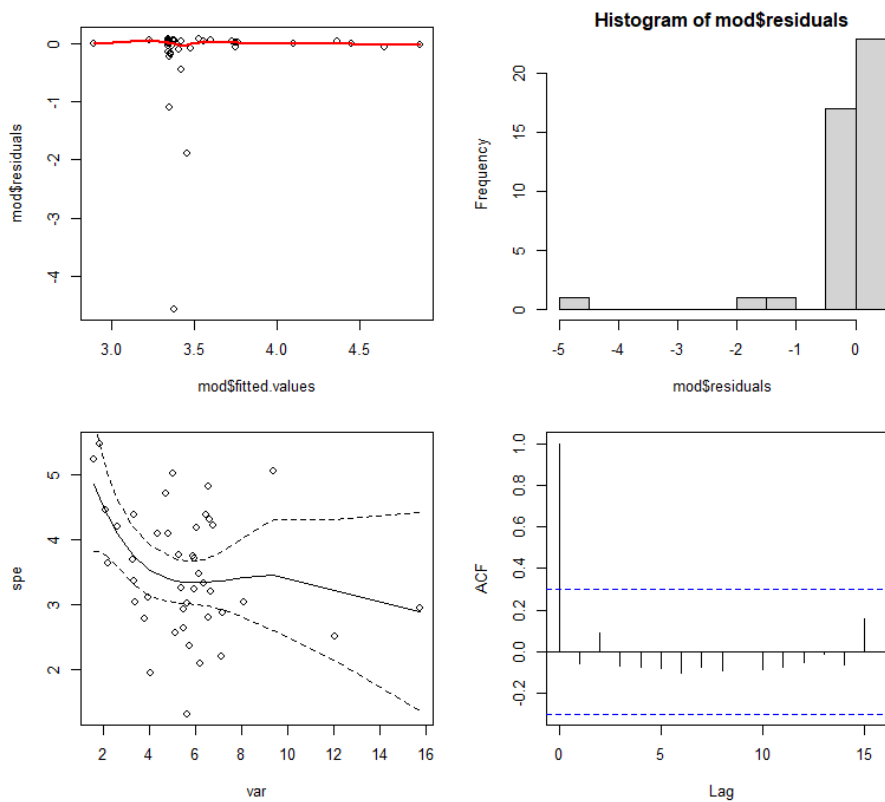 Histogram of mod$residuals
mod$residuals
0
-1
-2
-3
-4
3.0 3.5 4.0 4.5
mod$fitted.values
Frequency
20
15
10
5
0
-5 -4 -3 -2 -1 0
mod$residuals
spe
5
4
3
2
2 4 6 8 10 12 14 16
var
ACF
1.0
0.8
0.6
0.4
0.2
0.0
-0.2
0 5 10 15
Lag